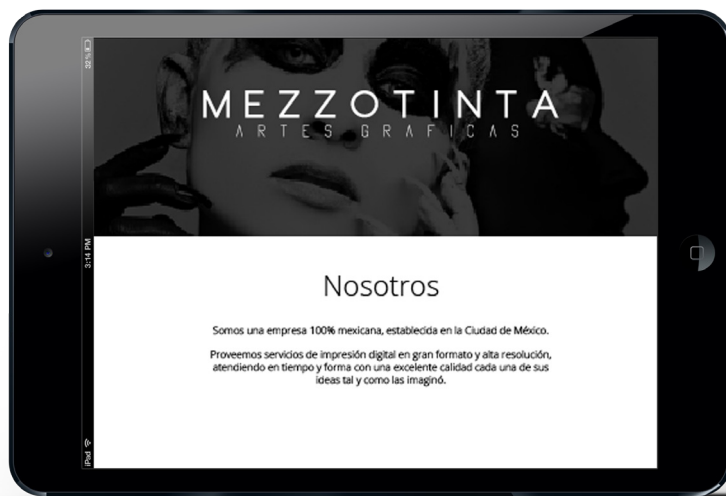 MEZZOTINTA
ARTES GRAFICAS
Nosotros
Somos una empresa 100% mexicana, establecida en la Ciudad de México.
Proveemos servicios de impresión digital en gran formato y alta resolución,
atendiendo en tiempo y forma con una excelente calidad cada una de sus
ideas tal y como las imaginó.
iPad
3:14 PM
32 %